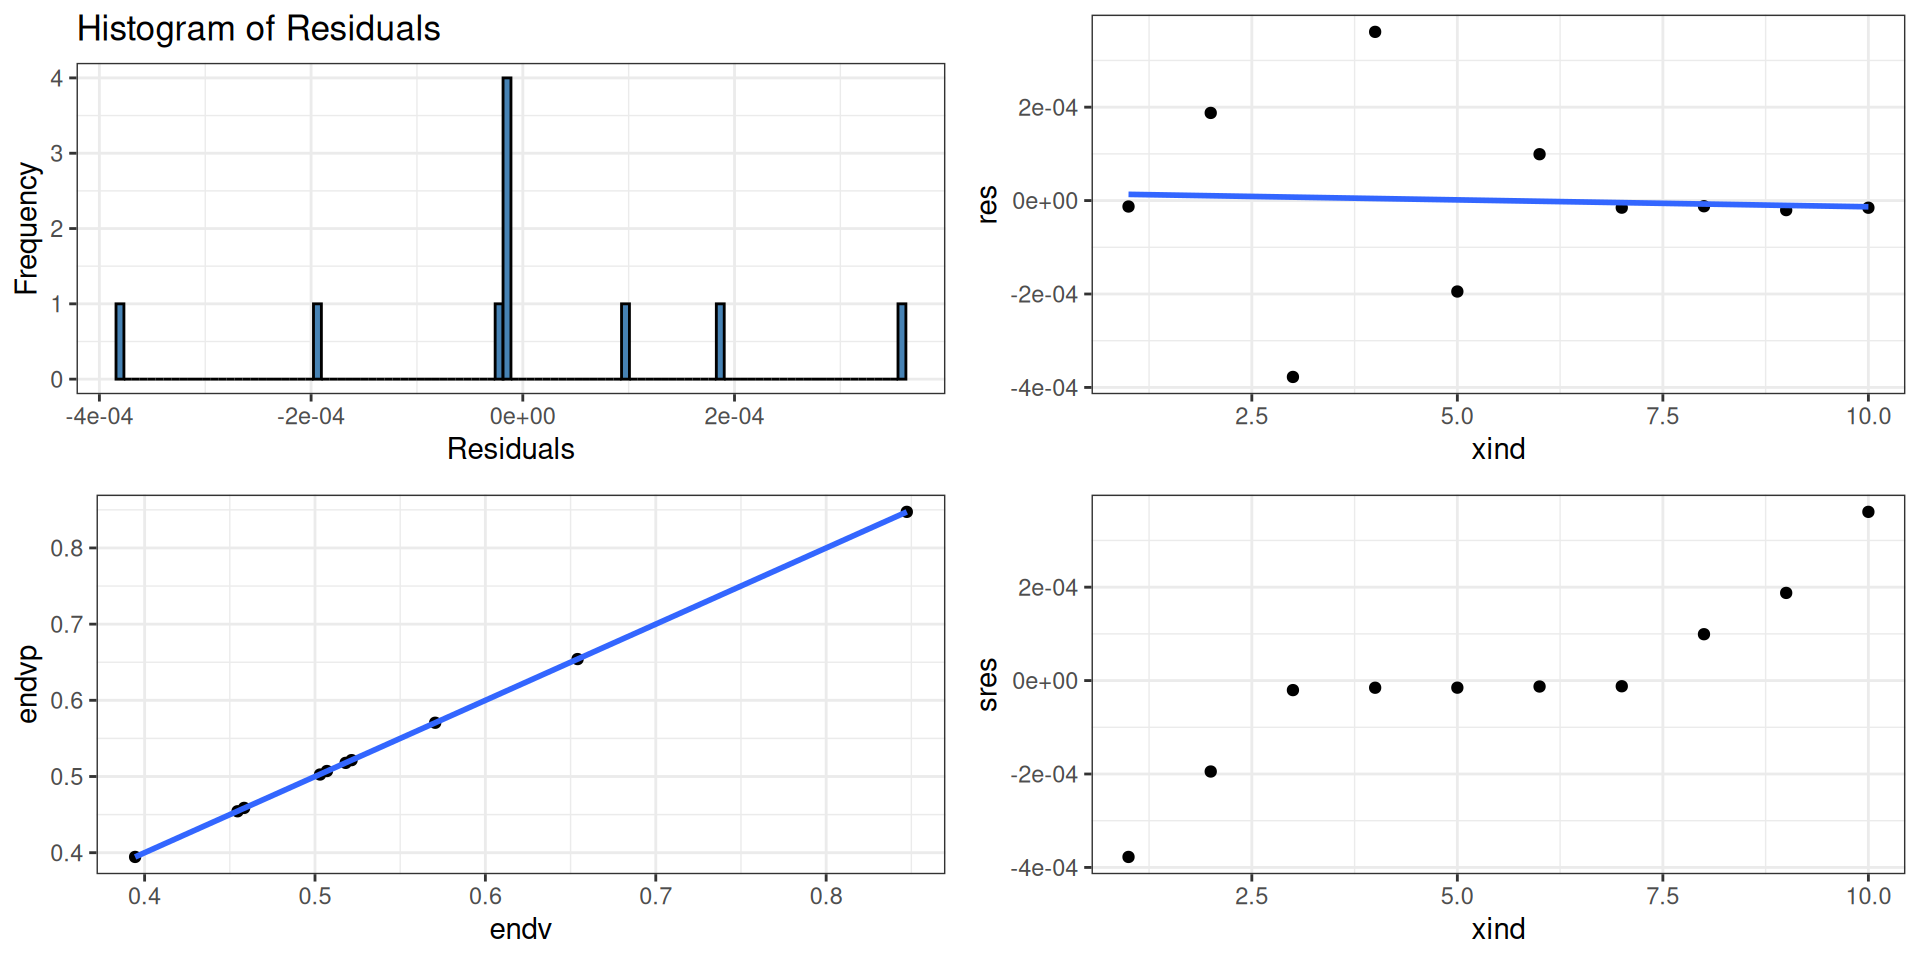 Histogram of Residuals
4
3
2
1
0
Frequency
-4e-04 -2e-04 0e+00 2e-04
Residuals
2e-04
0e+00
-2e-04
-4e-04
res
2.5 5.0 7.5 10.0
xind
0.8
0.7
0.6
0.5
0.4
endvp
0.4 0.5 0.6 0.7 0.8
endv
2e-04
0e+00
-2e-04
-4e-04
sres
2.5 5.0 7.5 10.0
xind